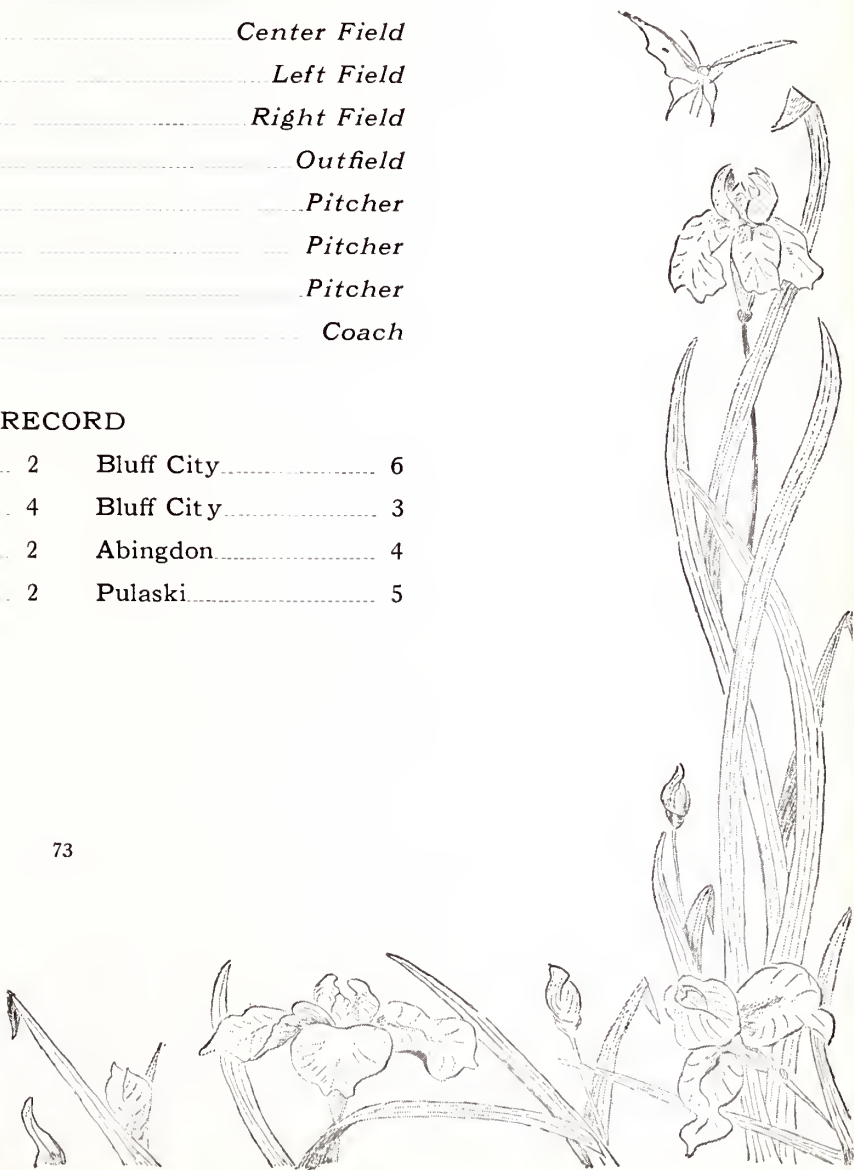 Center Field
Left Field
Right Field
Outfield
Pitcher
Pitcher
Pitcher
Coach
RECORD
2 Bluff City 6
4 Bluff City 3
2 Abingdon 4
2 Pulaski 5
73